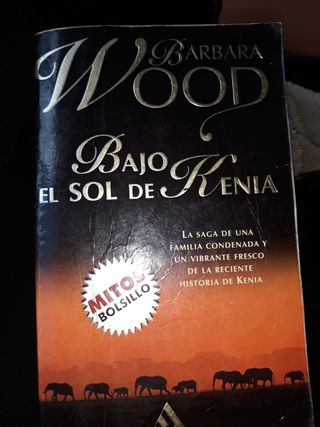 BARBARA
WOOD
BAJO
EL SOL DE KENIA
LA SAGA DE UNA
FAMILIA CONDENADA Y
UN VIBRANTE FRESCO
DE LA RECIENTE
HISTORIA DE KENIA
MITOS
BOLSILLO